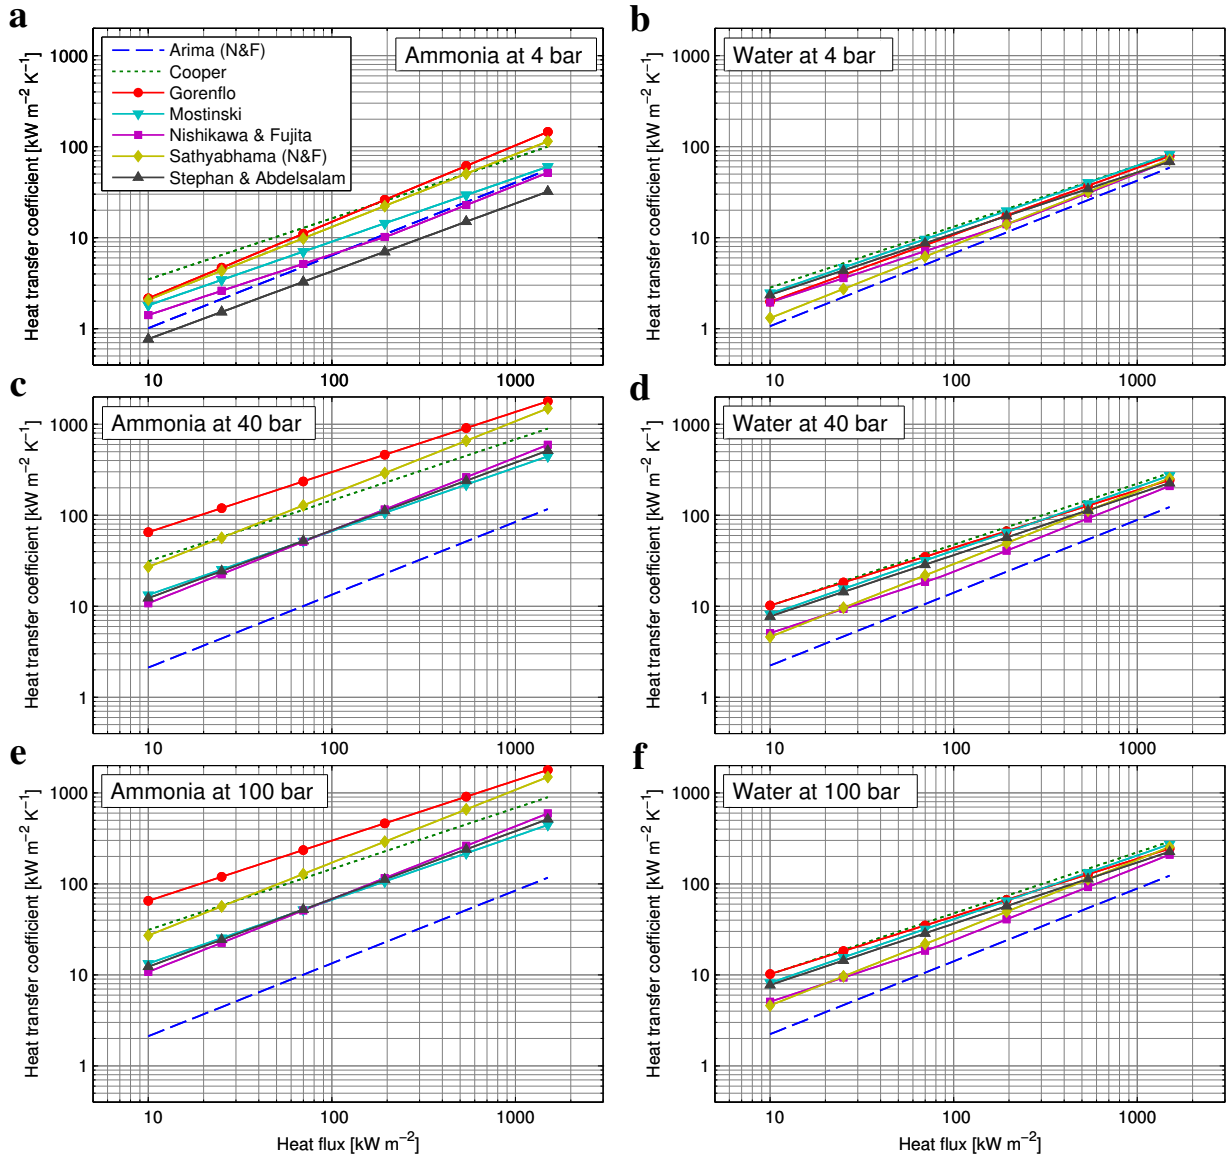 a
Heat transfer coefficient [kW m−2 K−1]
1000
100
10
1
Arima (N&F)
Cooper
Gorenflo
Mostinski
Nishikawa & Fujita
Sathyabhama (N&F)
Stephan & Abdelsalam
Ammonia at 4 bar
10 100 1000
b
Heat transfer coefficient [kW m−2 K−1]
1000
100
10
1
Water at 4 bar
10 100 1000
c
Heat transfer coefficient [kW m−2 K−1]
1000
100
10
1
Ammonia at 40 bar
10 100 1000
d
Heat transfer coefficient [kW m−2 K−1]
1000
100
10
1
Water at 40 bar
10 100 1000
e
Heat transfer coefficient [kW m−2 K−1]
1000
100
10
1
Ammonia at 100 bar
10 100 1000
Heat flux [kW m−2]
f
Heat transfer coefficient [kW m−2 K−1]
1000
100
10
1
Water at 100 bar
10 100 1000
Heat flux [kW m−2]